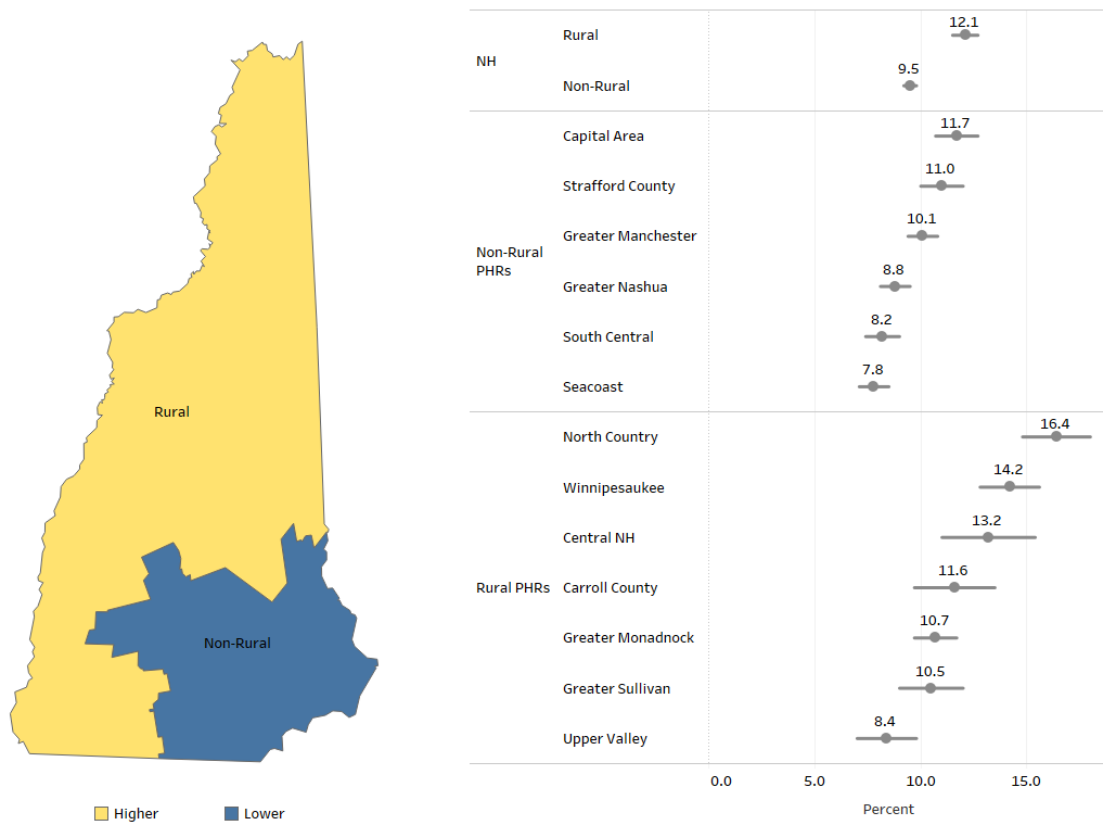 Rural
Non-Rural
Higher
Lower
NH
Rural
12.1
Non-Rural
9.5
Non-Rural
PHRs
Capital Area
11.7
Strafford County
11.0
Greater Manchester
10.1
Greater Nashua
8.8
South Central
8.2
Seacoast
7.8
Rural PHRs
North Country
16.4
Winnipesaukee
14.2
Central NH
13.2
Carroll County
11.6
Greater Monadnock
10.7
Greater Sullivan
10.5
Upper Valley
8.4
0.0 5.0 10.0 15.0
Percent